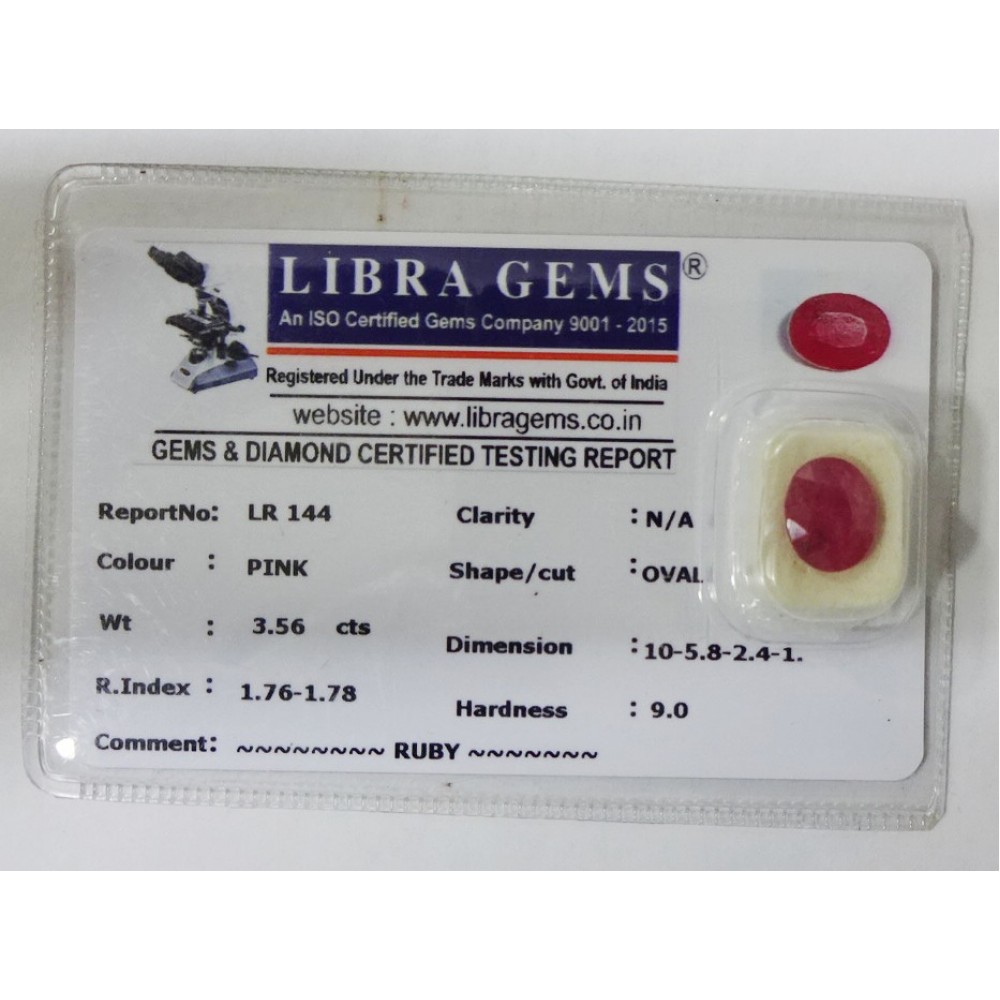 LIBRA GEMS ®
An ISO Certified Gems Company 9001 - 2015
Registered Under the Trade Marks with Govt. of India
website : www.libragems.co.in
GEMS & DIAMOND CERTIFIED TESTING REPORT
ReportNo: LR 144 Clarity : N/A
Colour : PINK Shape/cut : OVAL
Wt : 3.56 cts Dimension : 10-5.8-2.4-1.
R.Index : 1.76-1.78 Hardness : 9.0
Comment: ~~~~~~~~ RUBY ~~~~~~~